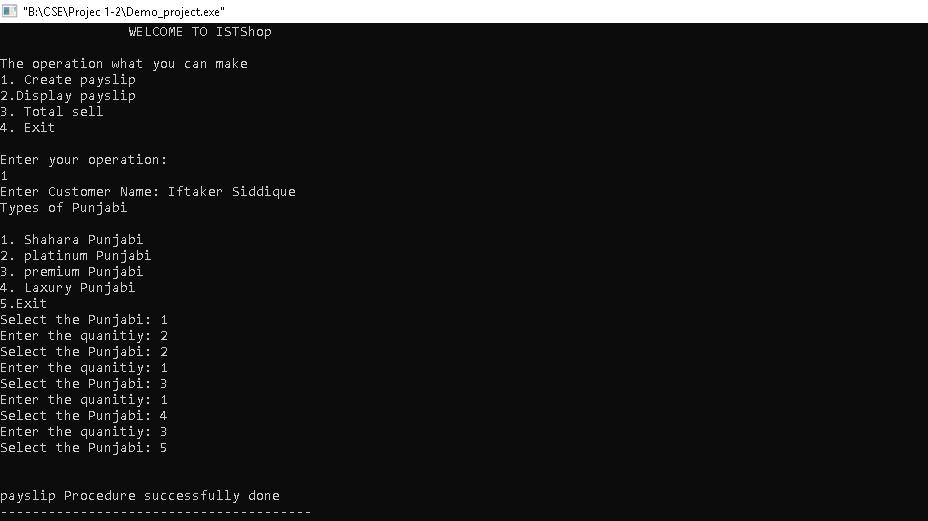 "B:\CSE\Projec 1-2\Demo_project.exe"
WELCOME TO ISTShop
The operation what you can make
1. Create payslip
2.Display payslip
3. Total sell
4. Exit
Enter your operation:
1
Enter Customer Name: Iftaker Siddique
Types of Punjabi
1. Shahara Punjabi
2. platinum Punjabi
3. premium Punjabi
4. Laxury Punjabi
5.Exit
Select the Punjabi: 1
Enter the quanitiy: 2
Select the Punjabi: 2
Enter the quanitiy: 1
Select the Punjabi: 3
Enter the quanitiy: 1
Select the Punjabi: 4
Enter the quanitiy: 3
Select the Punjabi: 5
payslip Procedure successfully done
---------------------------------------